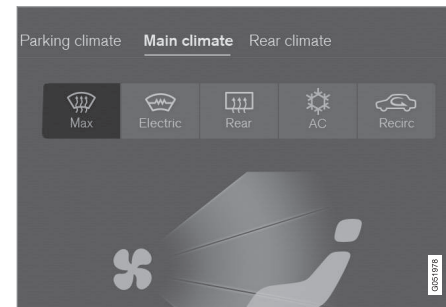 Parking climate Main climate Rear climate
Max Electric Rear AC Recirc
G051978